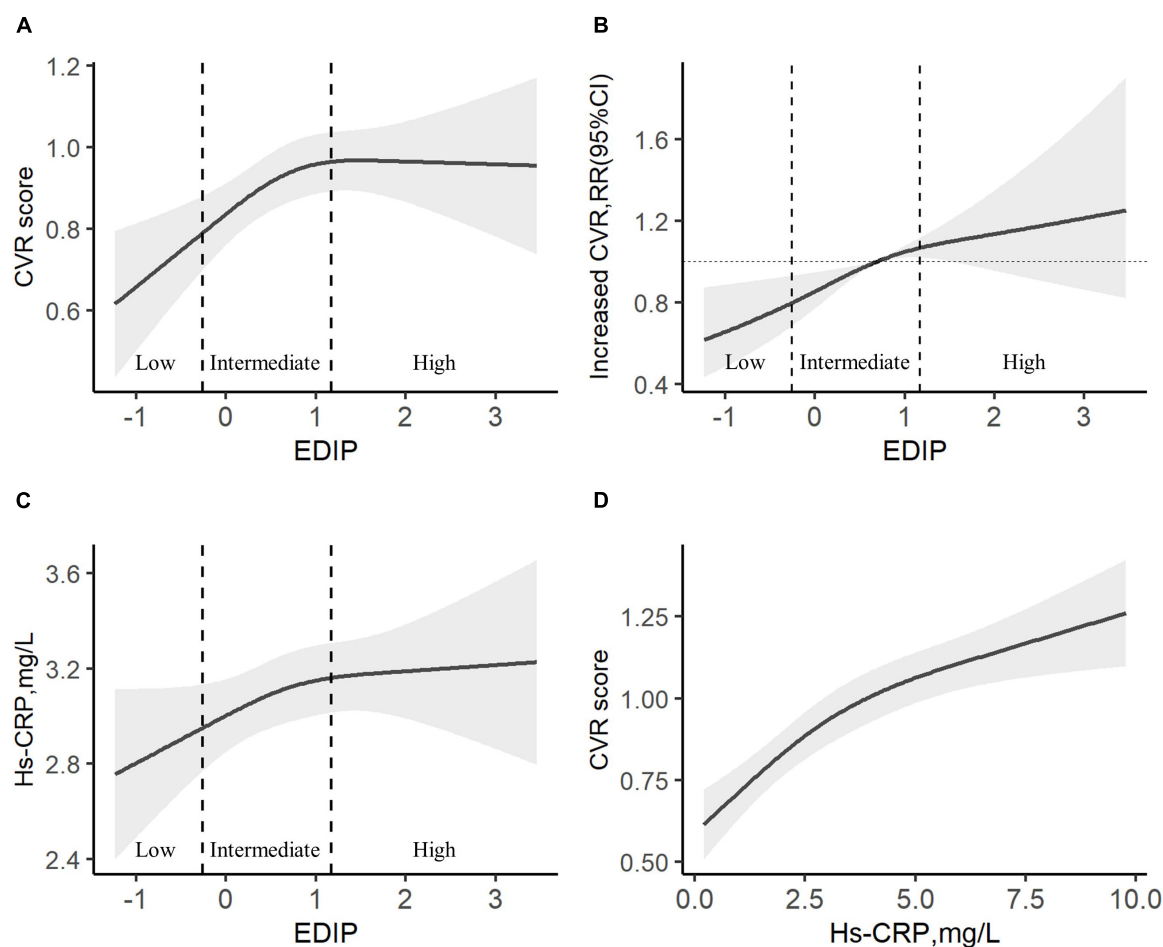 A
CVR score
1.2
1.0
0.8
0.6
Low Intermediate High
-1 0 1 2 3
EDIP
B
Increased CVR,RR(95%CI)
1.6
1.2
0.8
0.4
Low Intermediate High
-1 0 1 2 3
EDIP
C
Hs-CRP,mg/L
3.6
3.2
2.8
2.4
Low Intermediate High
-1 0 1 2 3
EDIP
D
CVR score
1.25
1.00
0.75
0.50
0.0 2.5 5.0 7.5 10.0
Hs-CRP,mg/L